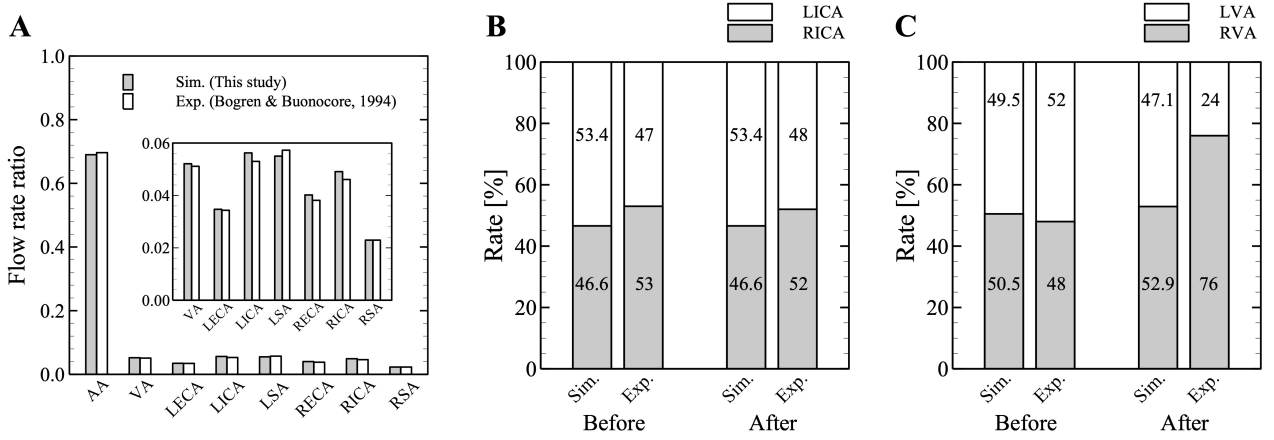 A
Flow rate ratio
1.0
0.8
0.6
0.4
0.2
0.0
Sim. (This study)
Exp. (Bogren & Buonocore, 1994)
0.06
0.04
0.02
0.00
VA
LECA
LICA
LSA
RECA
RICA
RSA
AA
VA
LECA
LICA
LSA
RECA
RICA
RSA
B
LICA
RICA
Rate [%]
100
80
60
40
20
0
53.4
47
53.4
48
46.6
53
46.6
52
Sim.
Exp.
Sim.
Exp.
Before
After
C
LVA
RVA
Rate [%]
100
80
60
40
20
0
49.5
52
47.1
24
50.5
48
52.9
76
Sim.
Exp.
Sim.
Exp.
Before
After